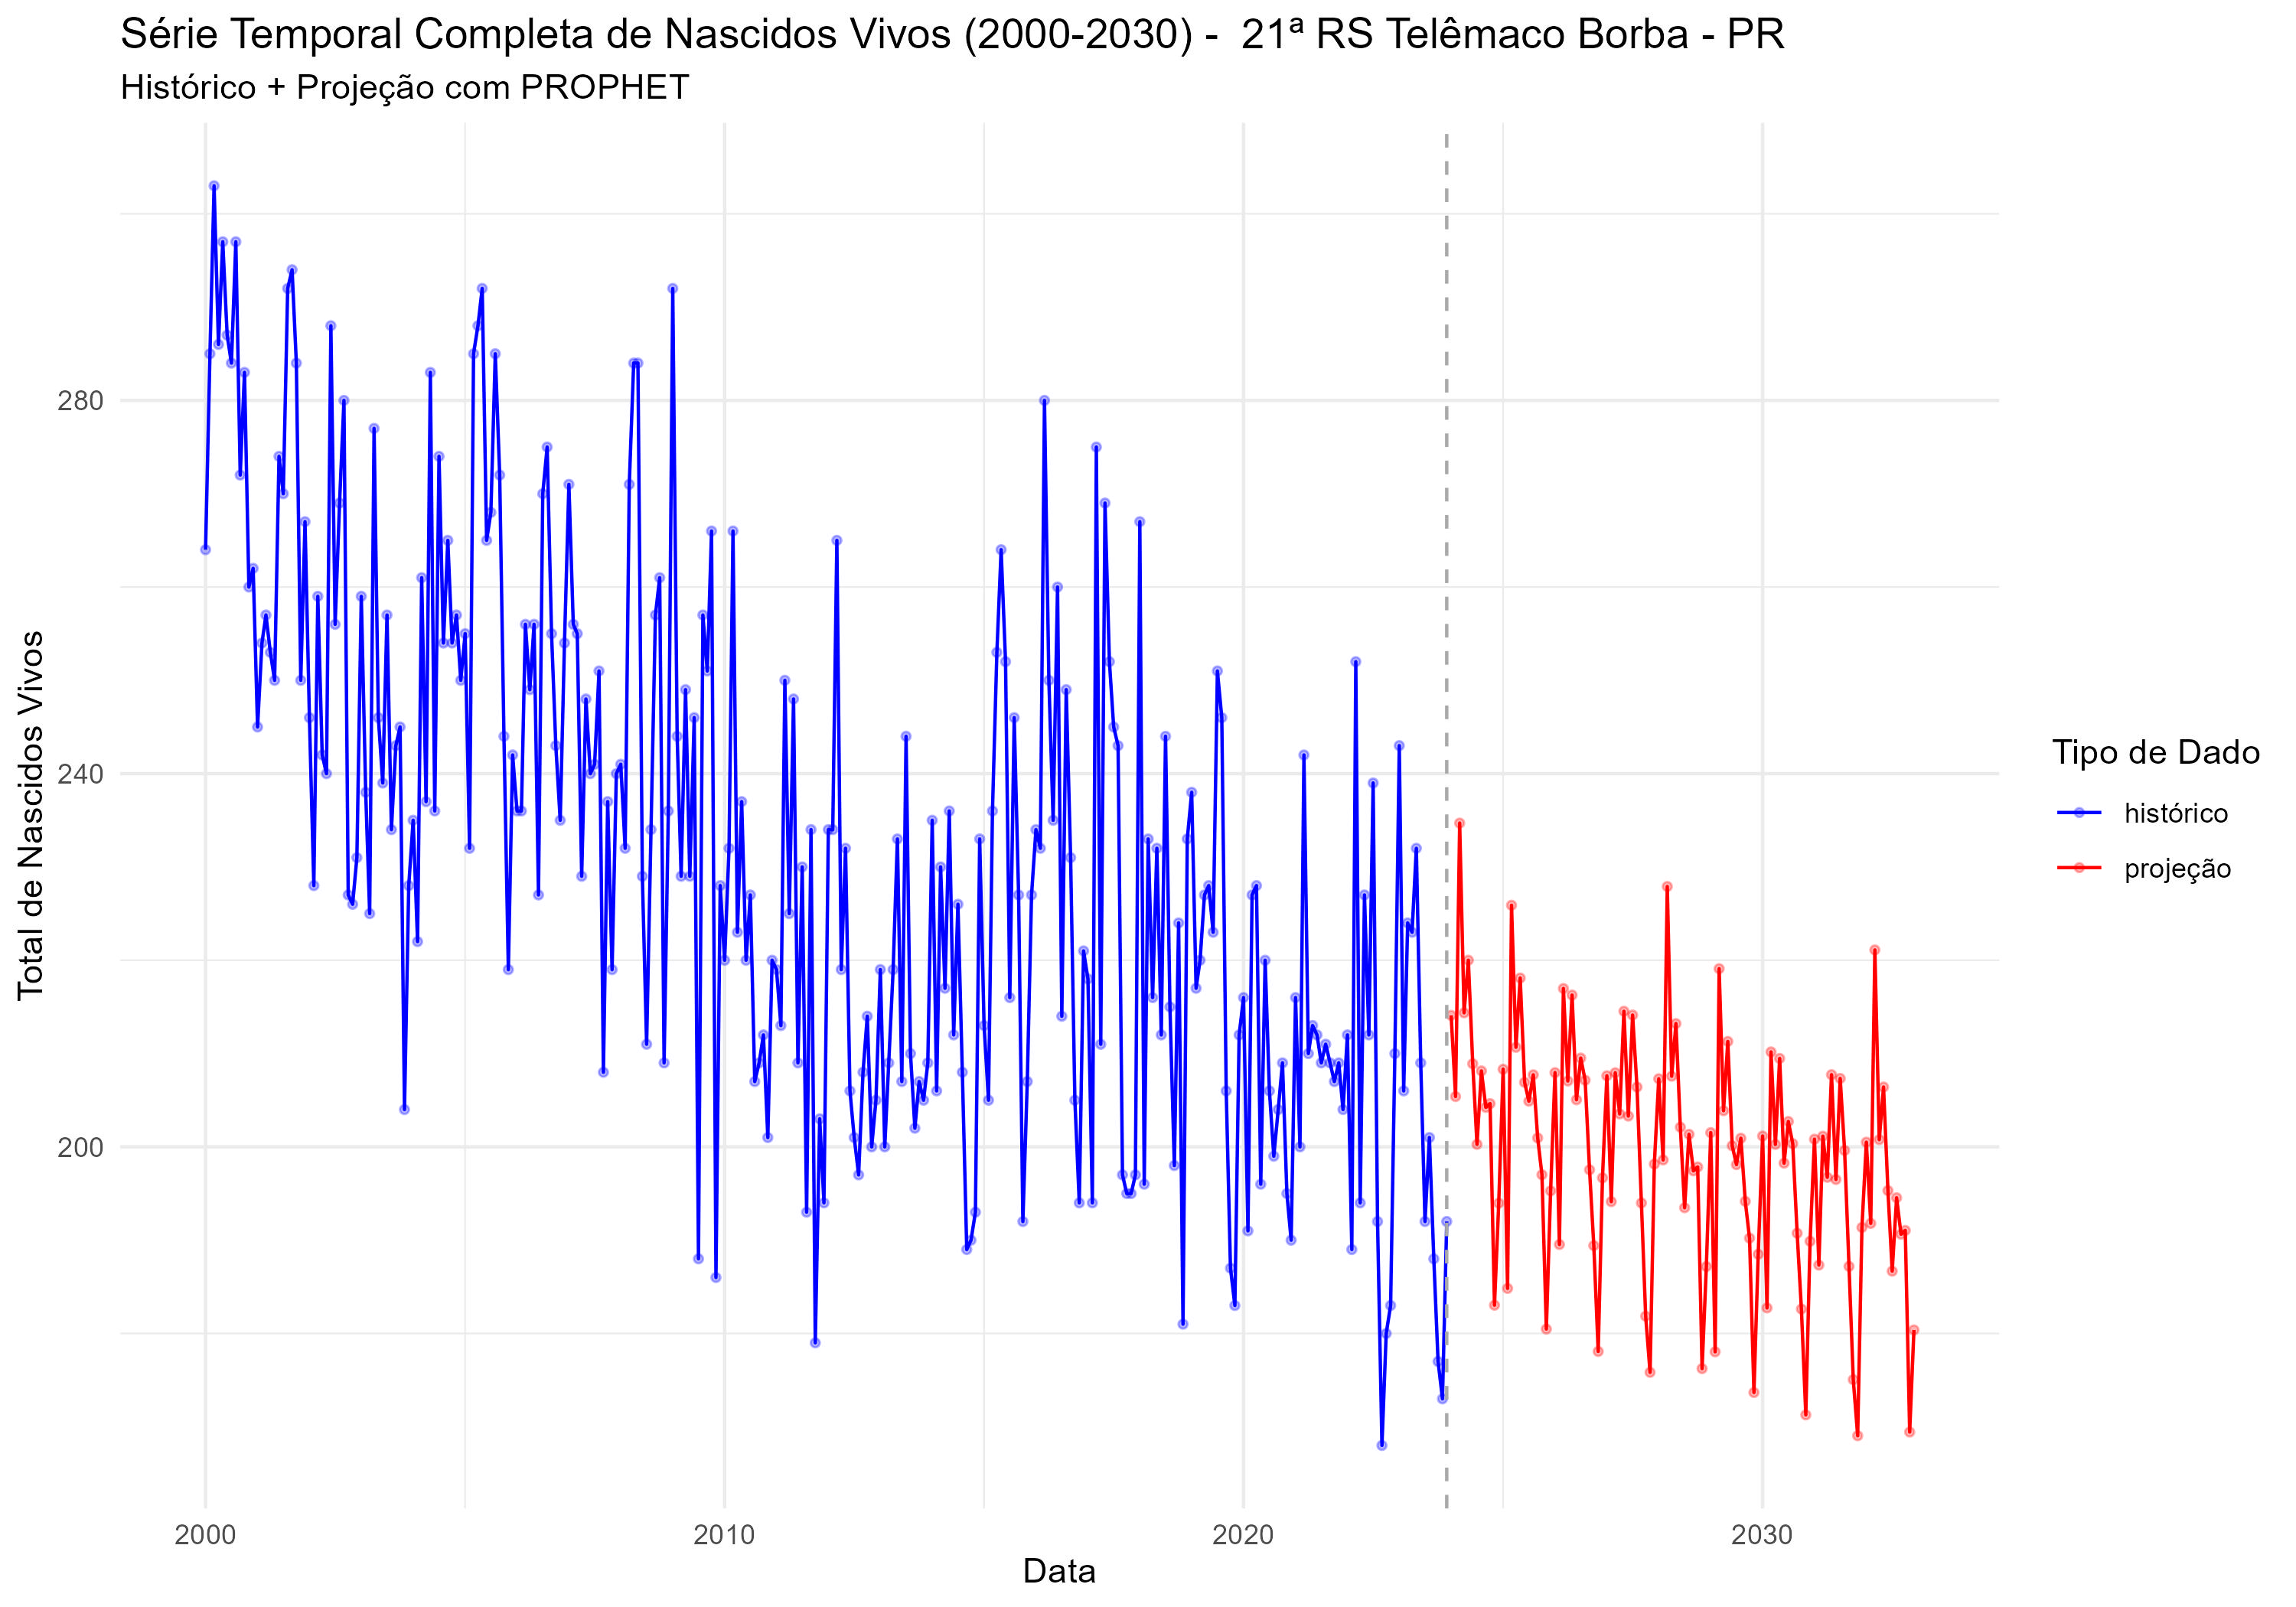 Série Temporal Completa de Nascidos Vivos (2000-2030) -  21ª RS Telêmaco Borba - PR
Histórico + Projeção com PROPHET
Total de Nascidos Vivos
280
240
200
2000
2010
2020
2030
Data
Tipo de Dado
histórico
projeção